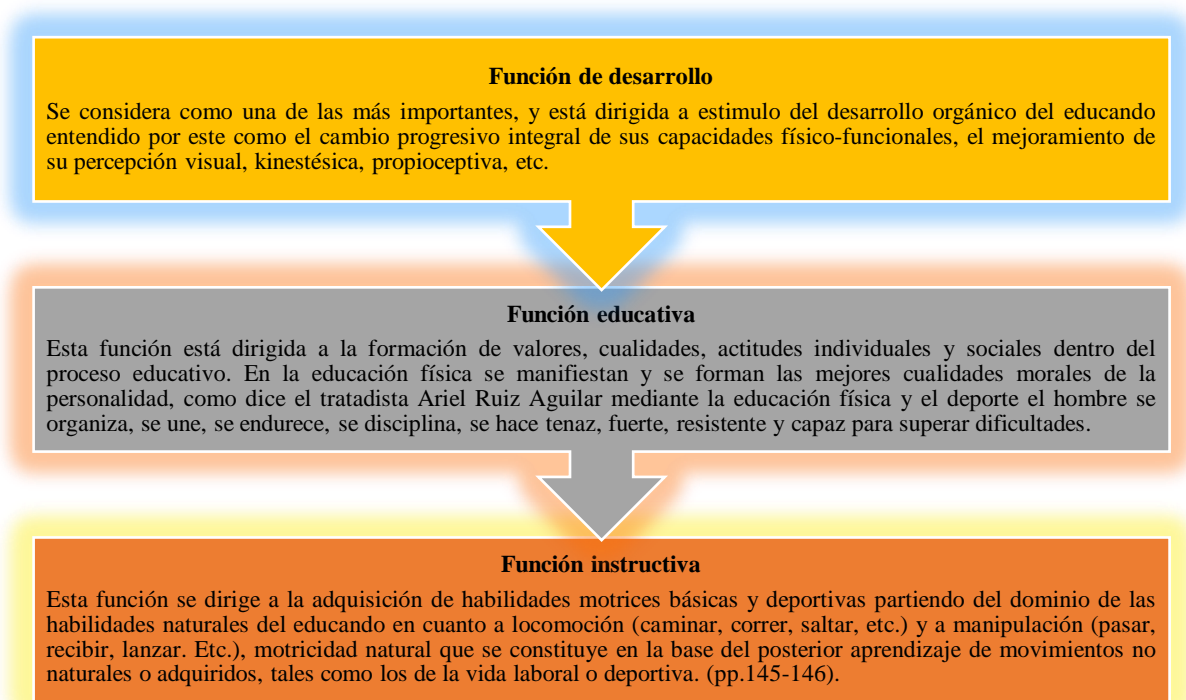 Función de desarrollo
Se considera como una de las más importantes, y está dirigida a estimulo del desarrollo orgánico del educando
entendido por este como el cambio progresivo integral de sus capacidades físico-funcionales, el mejoramiento de
su percepción visual, kinestésica, propioceptiva, etc.
Función educativa
Esta función está dirigida a la formación de valores, cualidades, actitudes individuales y sociales dentro del
proceso educativo. En la educación física se manifiestan y se forman las mejores cualidades morales de la
personalidad, como dice el tratadista Ariel Ruiz Aguilar mediante la educación física y el deporte el hombre se
organiza, se une, se endurece, se disciplina, se hace tenaz, fuerte, resistente y capaz para superar dificultades.
Función instructiva
Esta función se dirige a la adquisición de habilidades motrices básicas y deportivas partiendo del dominio de las
habilidades naturales del educando en cuanto a locomoción (caminar, correr, saltar, etc.) y a manipulación (pasar,
recibir, lanzar. Etc.), motricidad natural que se constituye en la base del posterior aprendizaje de movimientos no
naturales o adquiridos, tales como los de la vida laboral o deportiva. (pp.145-146).